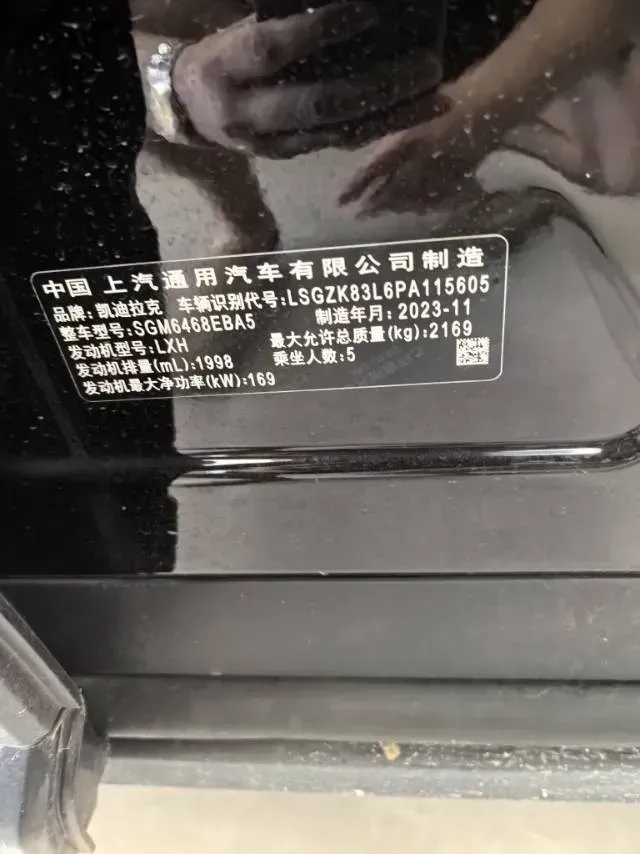 中国 上汽通用汽车有限公司制造
品牌:凯迪拉克 车辆识别代号:LSGZK83L6PA115605
整车型号:SGM6468EBA5 制造年月:2023-11
发动机型号:LXH 最大允许总质量(kg):2169
发动机排量(mL):1998 乘坐人数:5
发动机最大净功率(kW):169